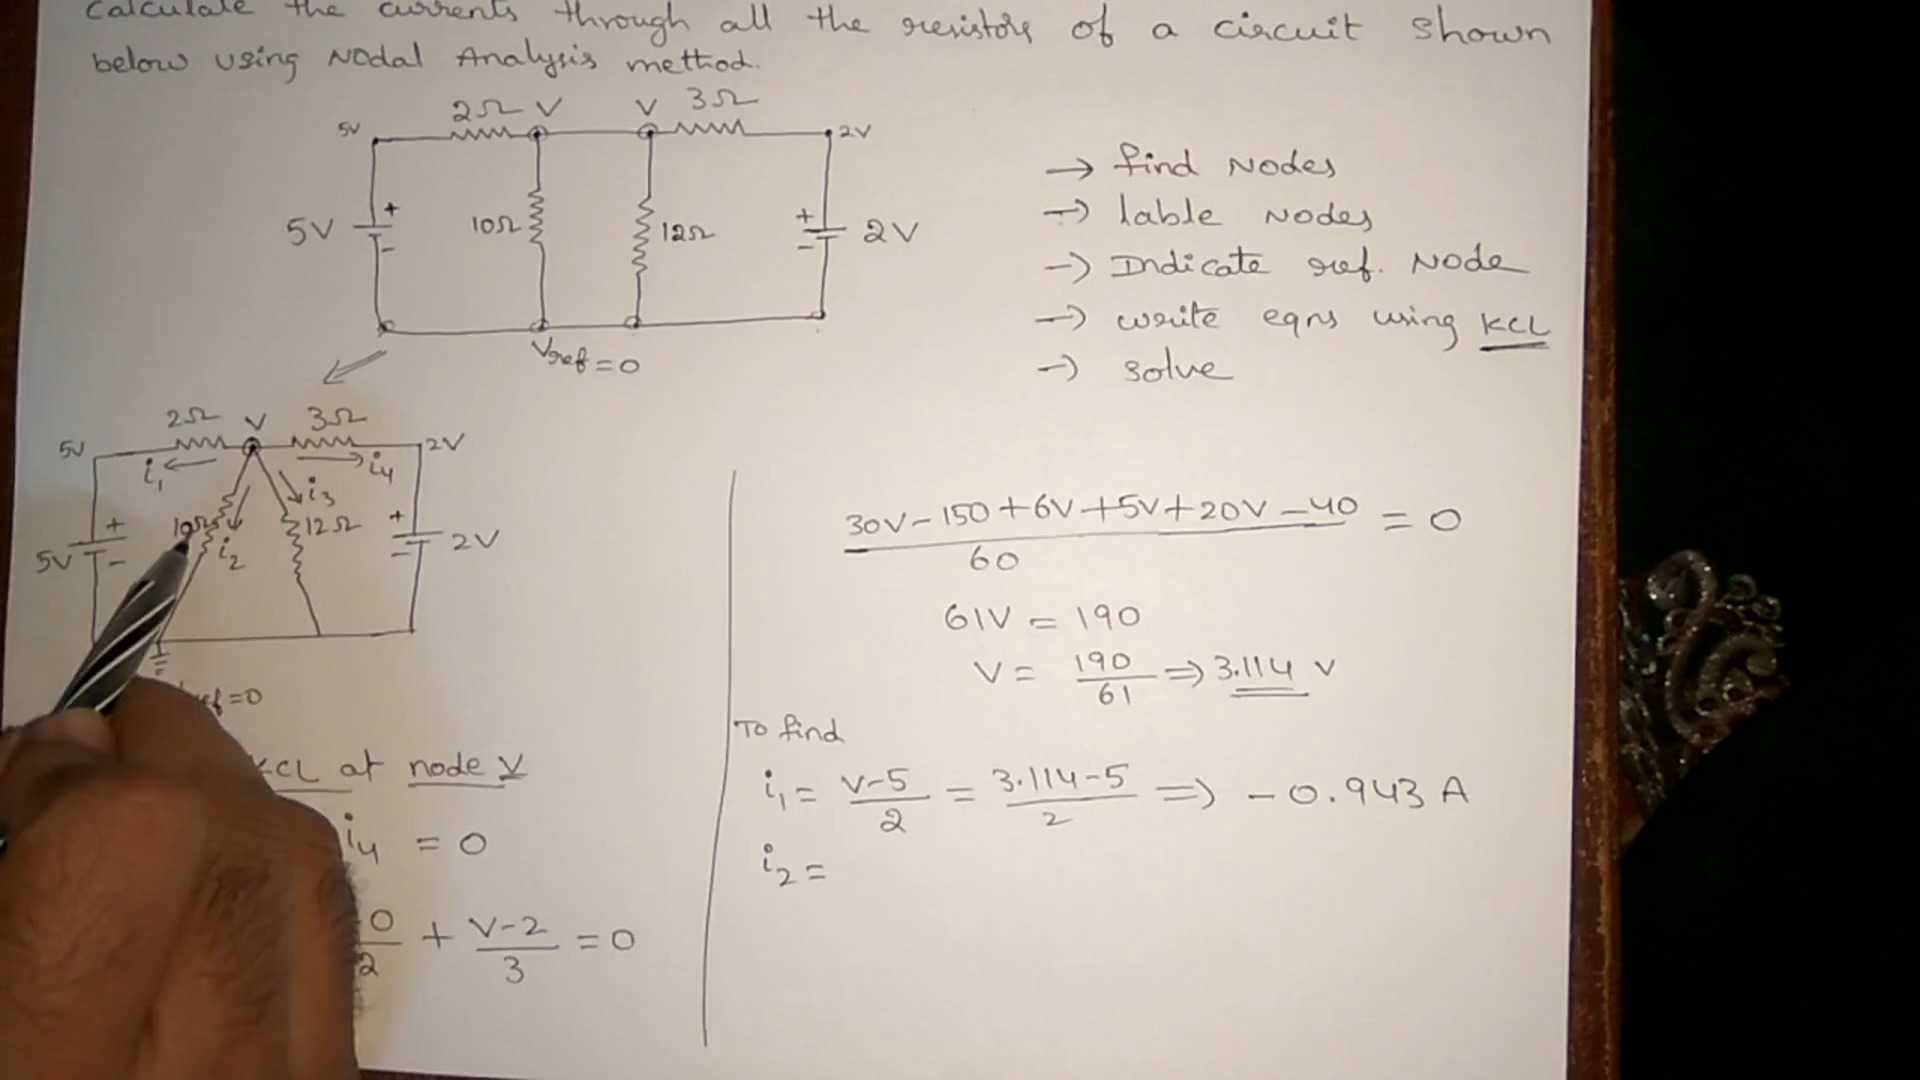 Calculate the currents through all the resistors of a circuit shown
below using Nodal Analysis method.
2Ω V V 3Ω
5V 2V
5V + - 10Ω 12Ω + - 2V
Vref = 0
→ find Nodes
→ lable Nodes
→ Indicate ref. Node
→ write eqns using KCL
→ solve
2Ω V 3Ω
5V 2V
i1 i4
i3
10Ω 12Ω
5V + - i2 + - 2V
=0
KCL at node V
i4 = 0
0/2 + V-2/3 = 0
30V-150+6V+5V+20V-40/60 = 0
61V = 190
V = 190/61 ⇒ 3.114 V
To find
i1 = V-5/2 = 3.114-5/2 ⇒ -0.943 A
i2 =